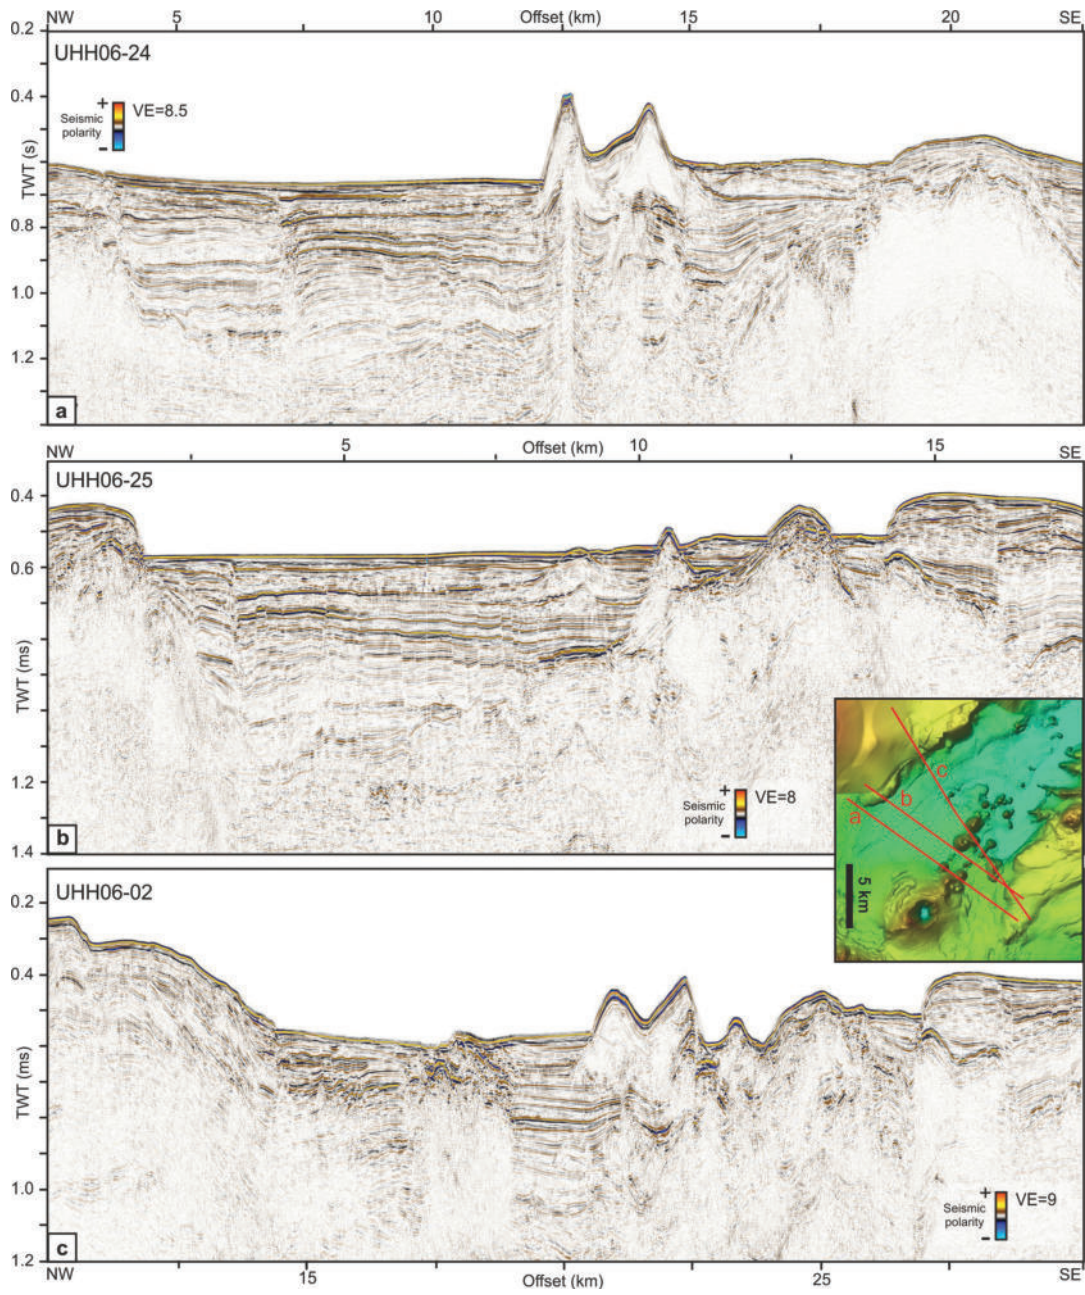 NW 5 10 Offset (km) 15 20 SE
0.2
UHH06-24
+ VE=8.5
0.4
Seismic
polarity
-
TWT (s)
0.6
0.8
1.0
1.2
a
NW 5 Offset (km) 10 15 SE
UHH06-25
0.4
0.6
TWT (ms)
1.0
1.2
1.4
+ VE=8
Seismic
polarity
-
b
c
b
a
5 km
UHH06-02
0.2
0.4
TWT (ms)
1.0
1.2
+ VE=9
Seismic
polarity
-
c
NW 15 Offset (km) 25 SE